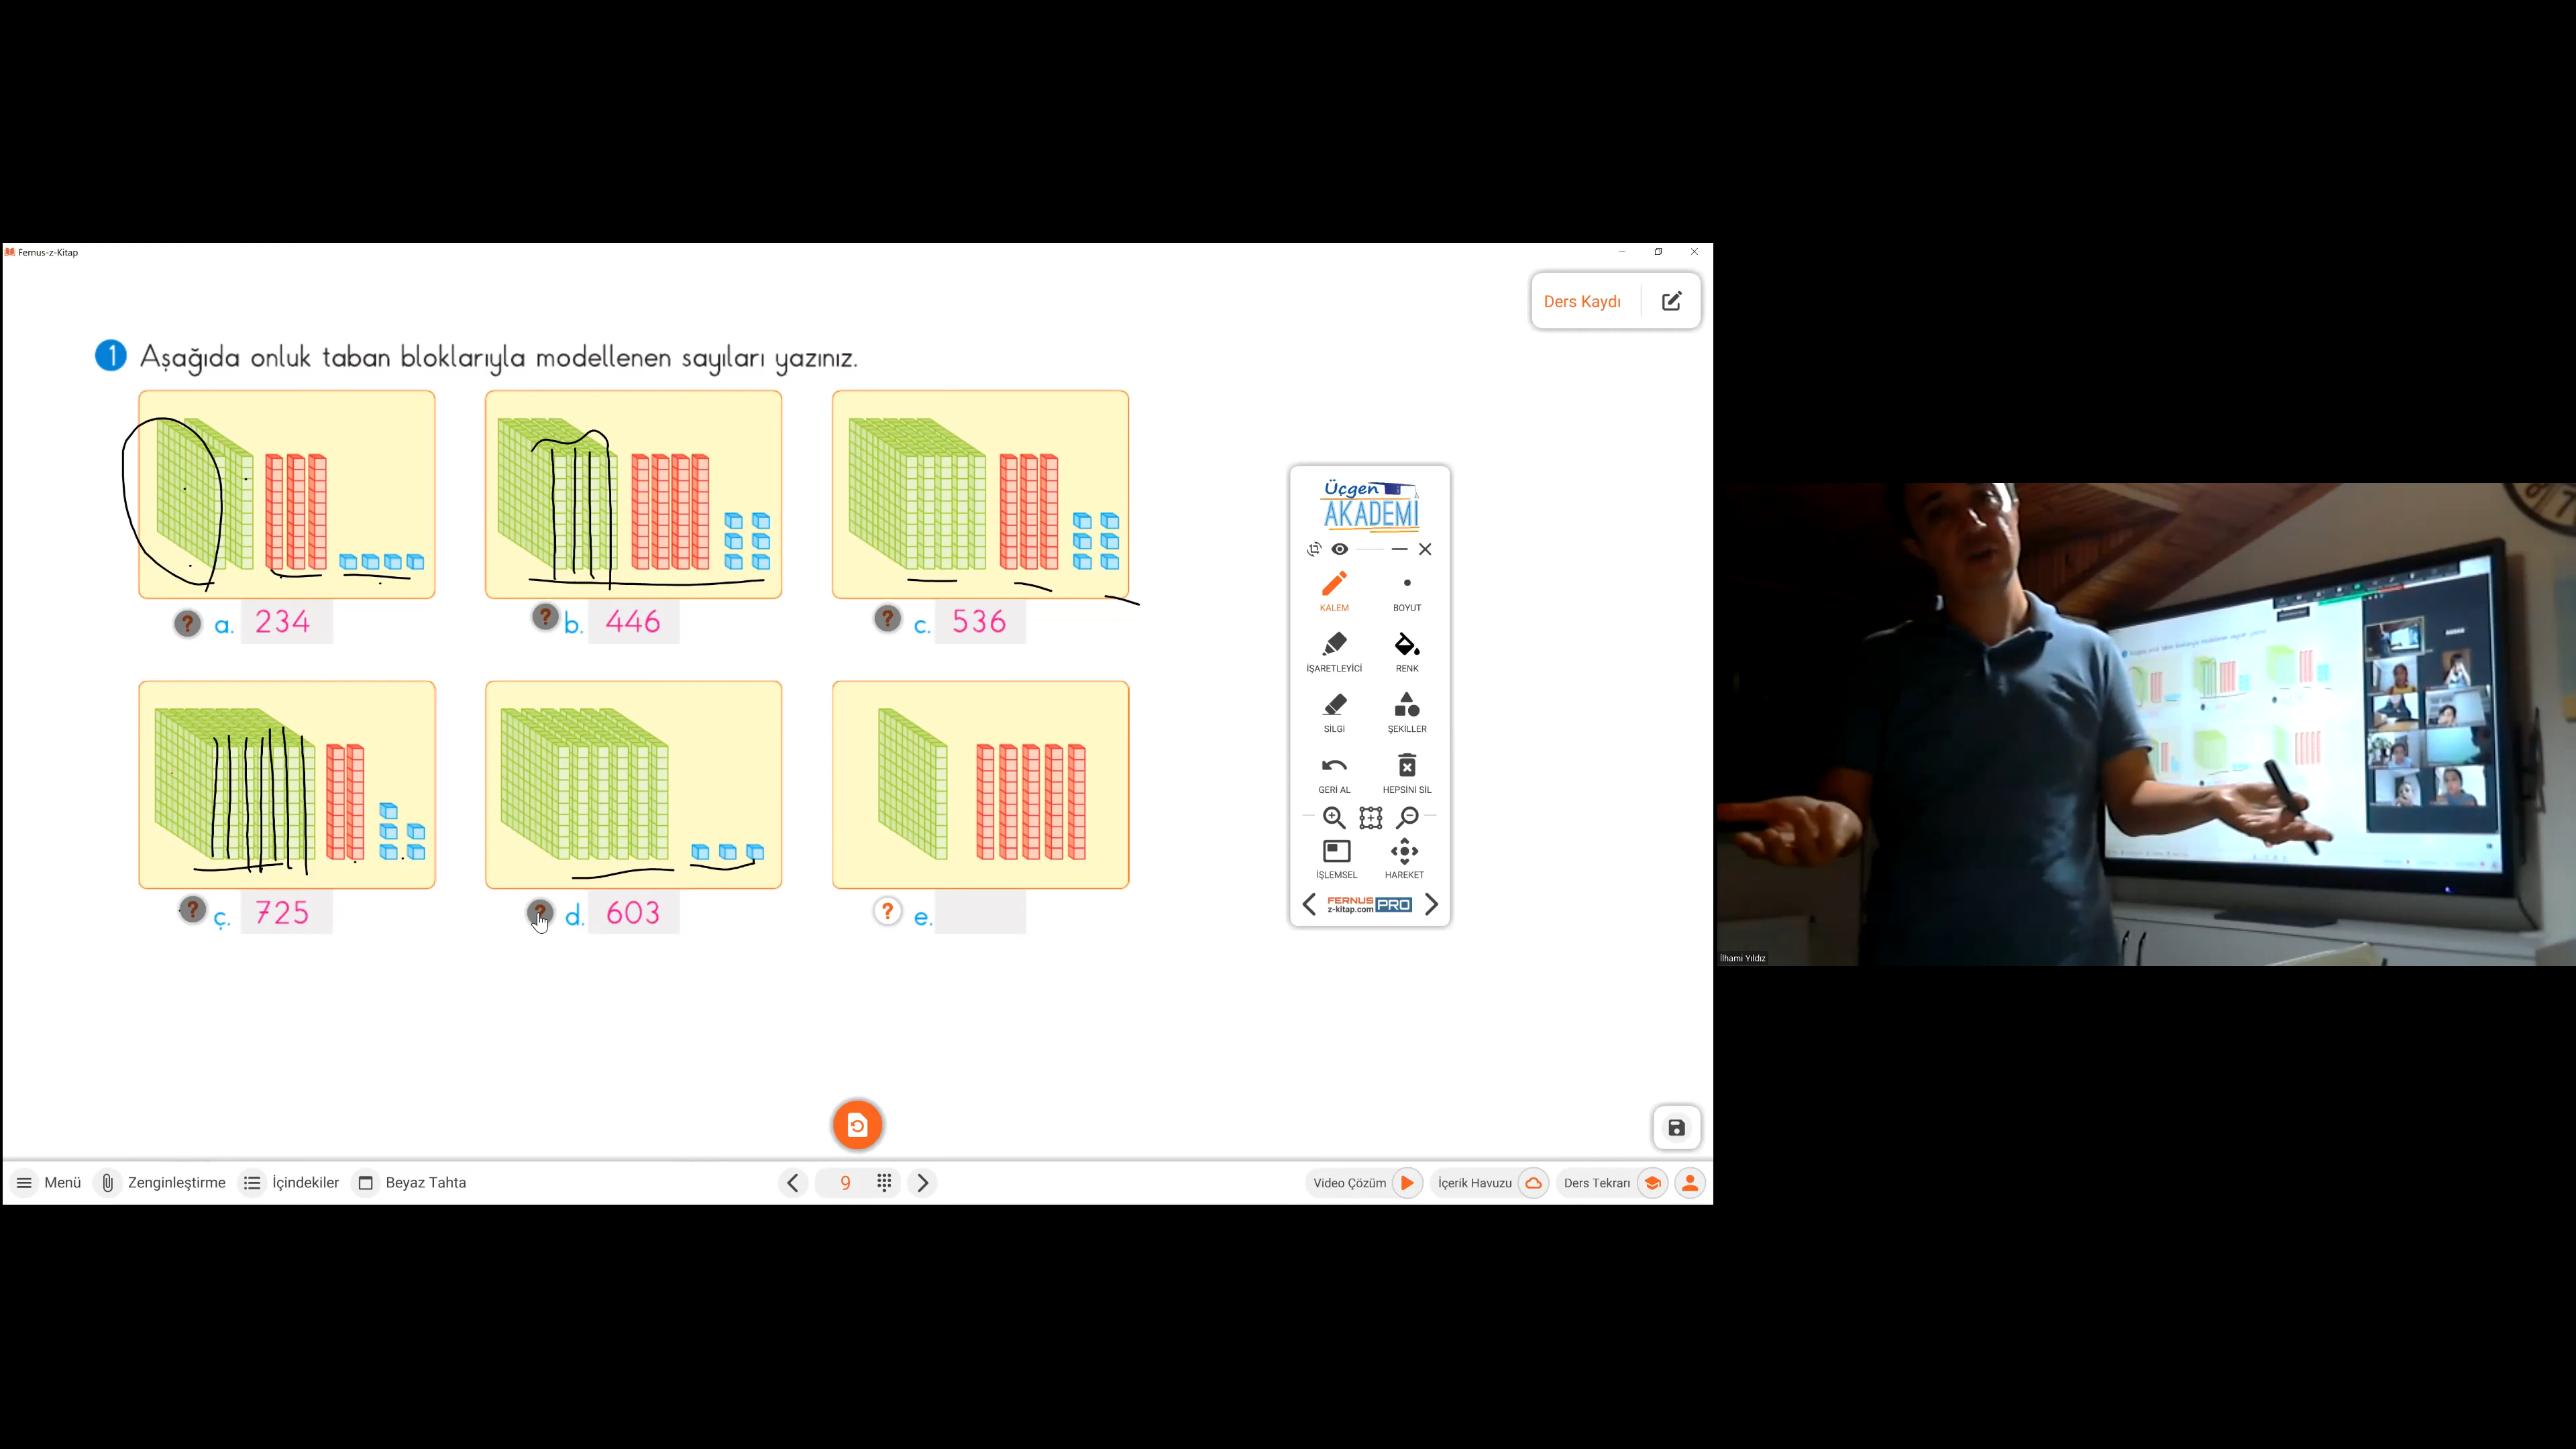 Fernus-z-Kitap
Ders Kaydı
1 Aşağıda onluk taban bloklarıyla modellenen sayıları yazınız.
? a. 234
? b. 446
? c. 536
? ç. 725
? d. 603
? e.
Üçgen
AKADEMİ
KALEM BOYUT
İŞARETLEYİCİ RENK
SİLGİ ŞEKİLLER
GERİ AL HEPSİNİ SİL
İŞLEMSEL HAREKET
FERNUS
z-kitap.com PRO
İlhami Yıldız
Menü Zenginleştirme İçindekiler Beyaz Tahta 9 Video Çözüm İçerik Havuzu Ders Tekrarı